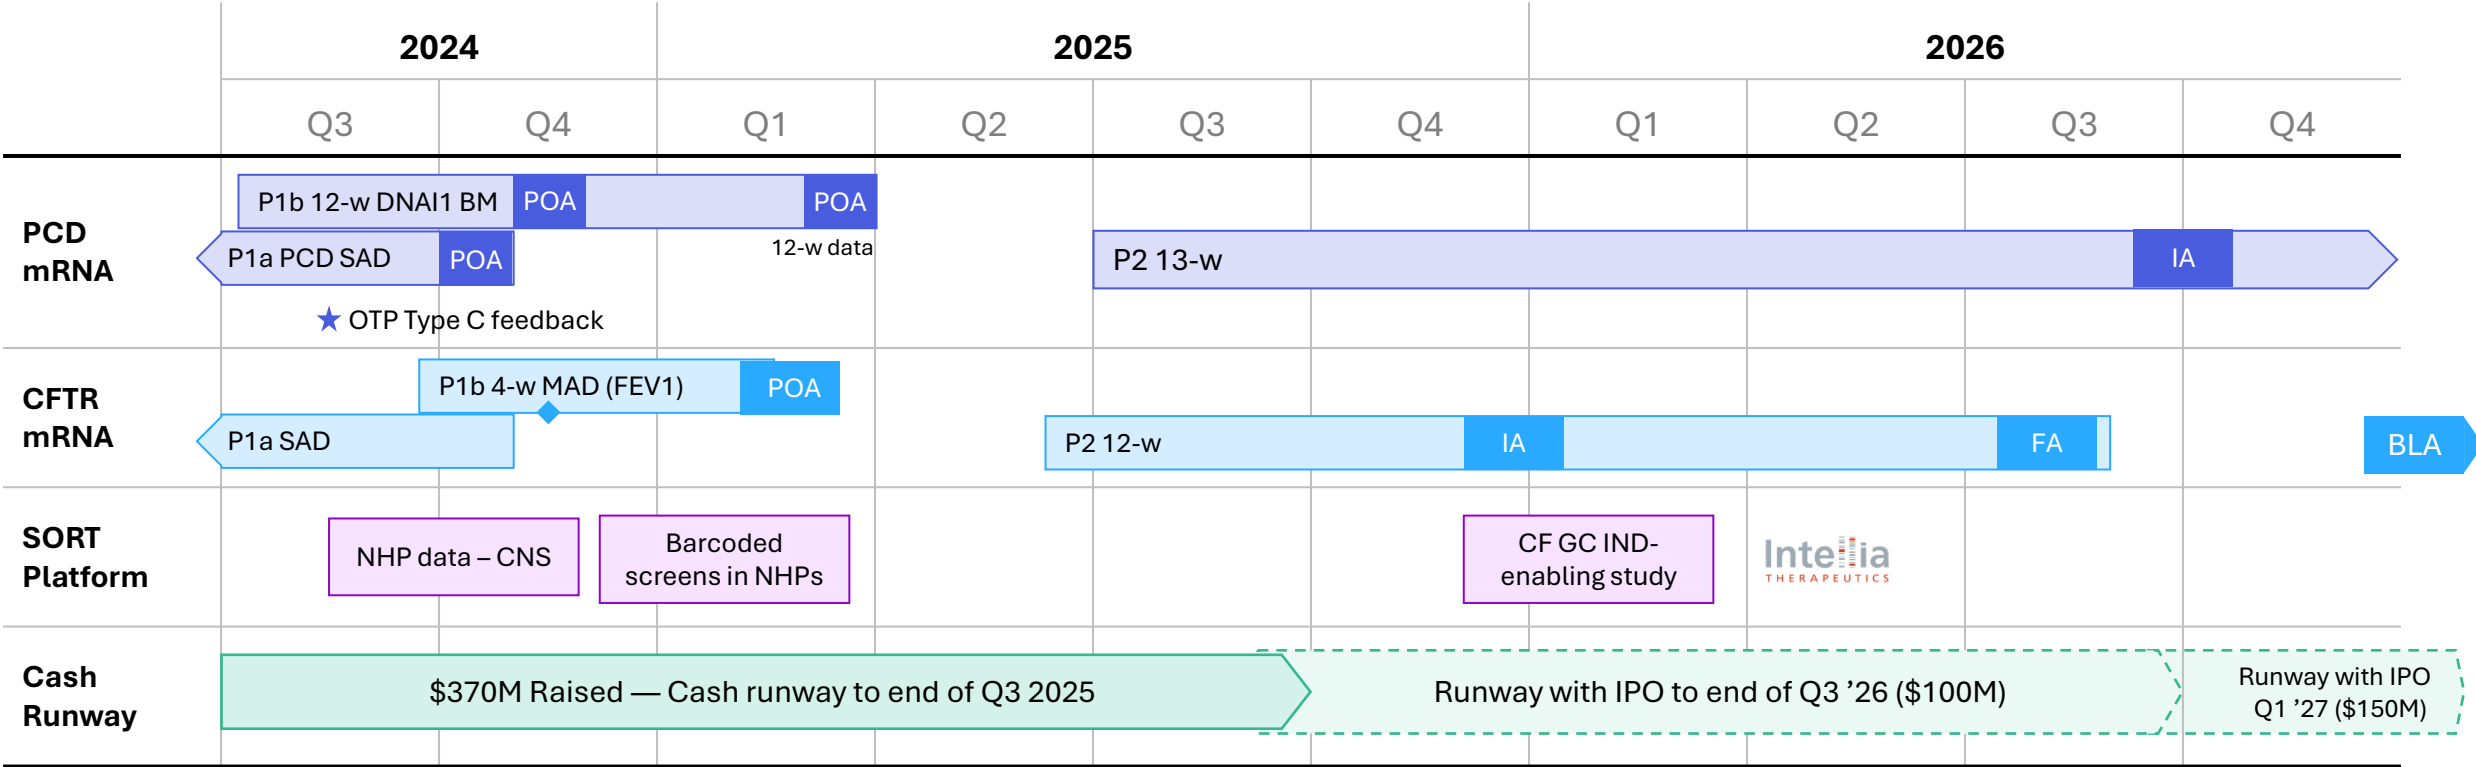 2024
2025
2026
Q3
Q4
Q1
Q2
Q3
Q4
Q1
Q2
Q3
Q4
PCD
mRNA
P1b 12-w DNAI1 BM
POA
POA
12-w data
P1a PCD SAD
POA
P2 13-w
IA
★ OTP Type C feedback
CFTR
mRNA
P1b 4-w MAD (FEV1)
POA
P1a SAD
P2 12-w
IA
FA
BLA
SORT
Platform
NHP data – CNS
Barcoded
screens in NHPs
CF GC IND-
enabling study
Intellia
THERAPEUTICS
Cash
Runway
$370M Raised — Cash runway to end of Q3 2025
Runway with IPO to end of Q3 ’26 ($100M)
Runway with IPO
Q1 ’27 ($150M)